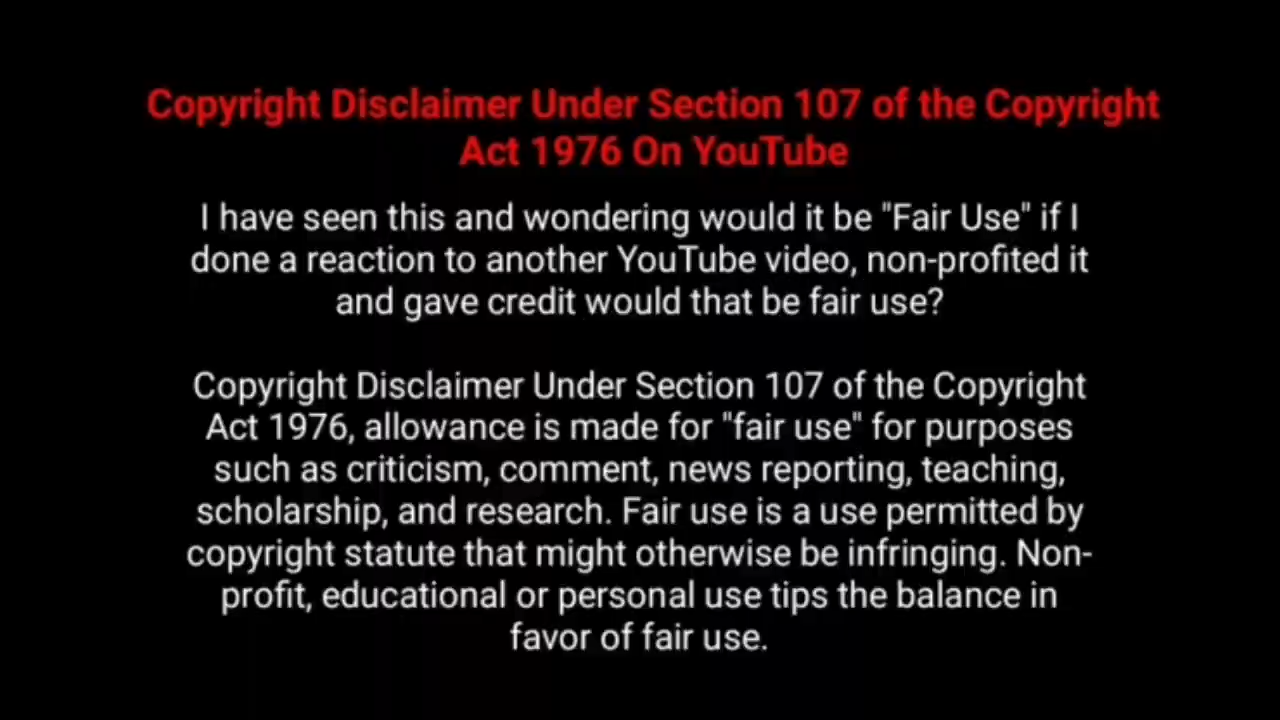 Copyright Disclaimer Under Section 107 of the Copyright
Act 1976 On YouTube
I have seen this and wondering would it be "Fair Use" if I
done a reaction to another YouTube video, non-profited it
and gave credit would that be fair use?
Copyright Disclaimer Under Section 107 of the Copyright
Act 1976, allowance is made for "fair use" for purposes
such as criticism, comment, news reporting, teaching,
scholarship, and research. Fair use is a use permitted by
copyright statute that might otherwise be infringing. Non-
profit, educational or personal use tips the balance in
favor of fair use.